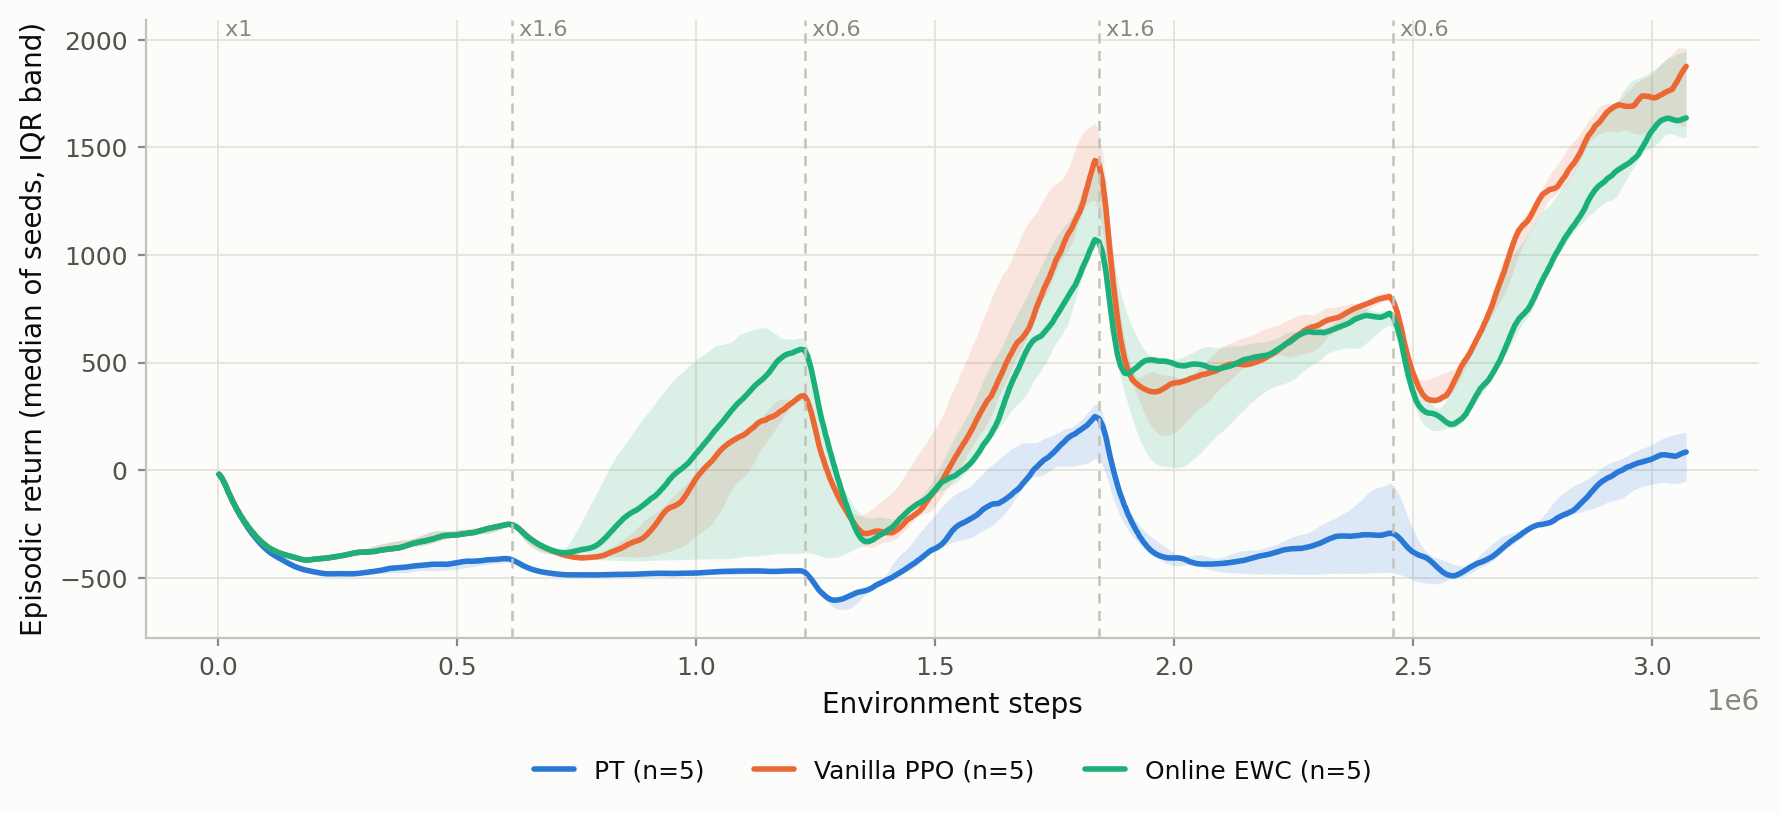 x1 x1.6 x0.6 x1.6 x0.6
2000
1500
1000
500
0
−500
Episodic return (median of seeds, IQR band)
0.0 0.5 1.0 1.5 2.0 2.5 3.0
1e6
Environment steps
PT (n=5) Vanilla PPO (n=5) Online EWC (n=5)